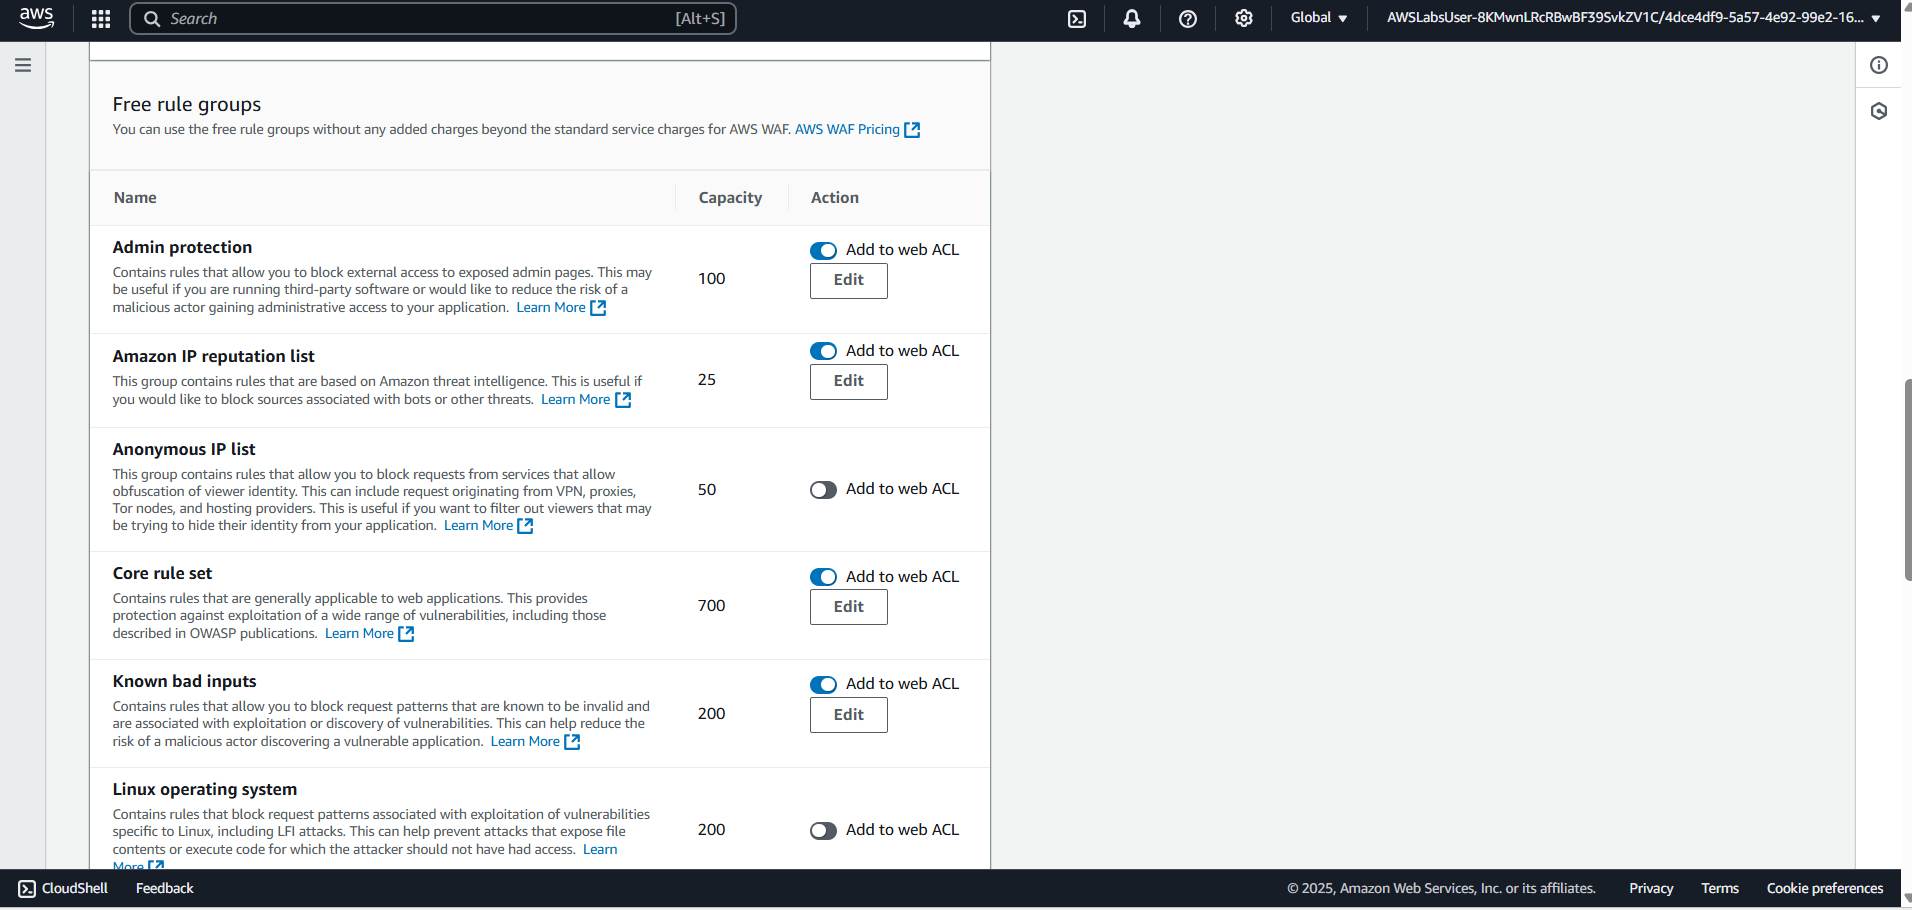 aws
Search
[Alt+S]
Global
AWSLabsUser-8KMwnLRcRBwBF39SvkZV1C/4dce4df9-5a57-4e92-99e2-16...
Free rule groups
You can use the free rule groups without any added charges beyond the standard service charges for AWS WAF. AWS WAF Pricing
Name
Capacity
Action
Admin protection
Contains rules that allow you to block external access to exposed admin pages. This may
be useful if you are running third-party software or would like to reduce the risk of a
malicious actor gaining administrative access to your application. Learn More
100
Add to web ACL
Edit
Amazon IP reputation list
This group contains rules that are based on Amazon threat intelligence. This is useful if
you would like to block sources associated with bots or other threats. Learn More
25
Add to web ACL
Edit
Anonymous IP list
This group contains rules that allow you to block requests from services that allow
obfuscation of viewer identity. This can include request originating from VPN, proxies,
Tor nodes, and hosting providers. This is useful if you want to filter out viewers that may
be trying to hide their identity from your application. Learn More
50
Add to web ACL
Core rule set
Contains rules that are generally applicable to web applications. This provides
protection against exploitation of a wide range of vulnerabilities, including those
described in OWASP publications. Learn More
700
Add to web ACL
Edit
Known bad inputs
Contains rules that allow you to block request patterns that are known to be invalid and
are associated with exploitation or discovery of vulnerabilities. This can help reduce the
risk of a malicious actor discovering a vulnerable application. Learn More
200
Add to web ACL
Edit
Linux operating system
Contains rules that block request patterns associated with exploitation of vulnerabilities
specific to Linux, including LFI attacks. This can help prevent attacks that expose file
contents or execute code for which the attacker should not have had access. Learn
More
200
Add to web ACL
CloudShell
Feedback
© 2025, Amazon Web Services, Inc. or its affiliates.
Privacy
Terms
Cookie preferences